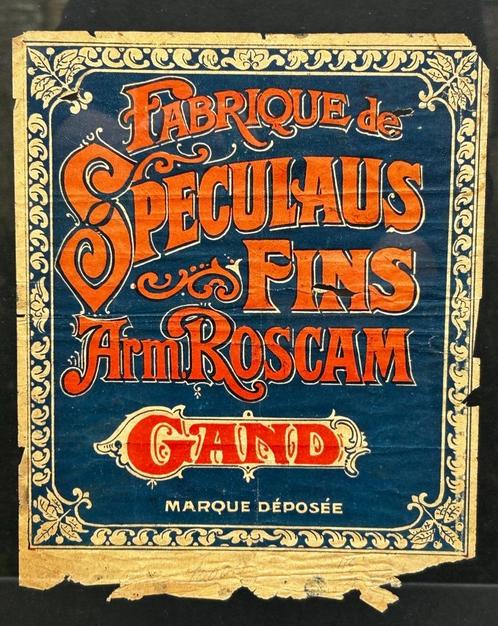 FABRIQUE de
SPECULAUS
FINS
Arm. ROSCAM
GAND
MARQUE DÉPOSÉE